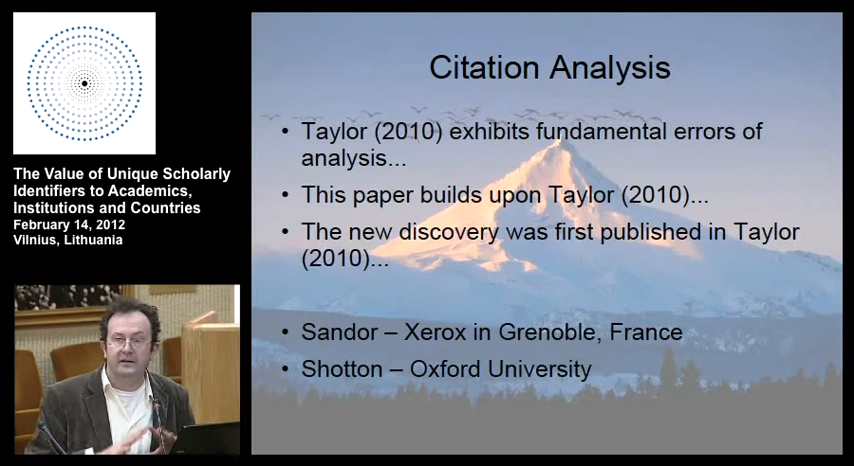 The Value of Unique Scholarly
Identifiers to Academics,
Institutions and Countries
February 14, 2012
Vilnius, Lithuania
Citation Analysis
• Taylor (2010) exhibits fundamental errors of
analysis...
• This paper builds upon Taylor (2010)...
• The new discovery was first published in Taylor
(2010)...
• Sandor – Xerox in Grenoble, France
• Shotton – Oxford University